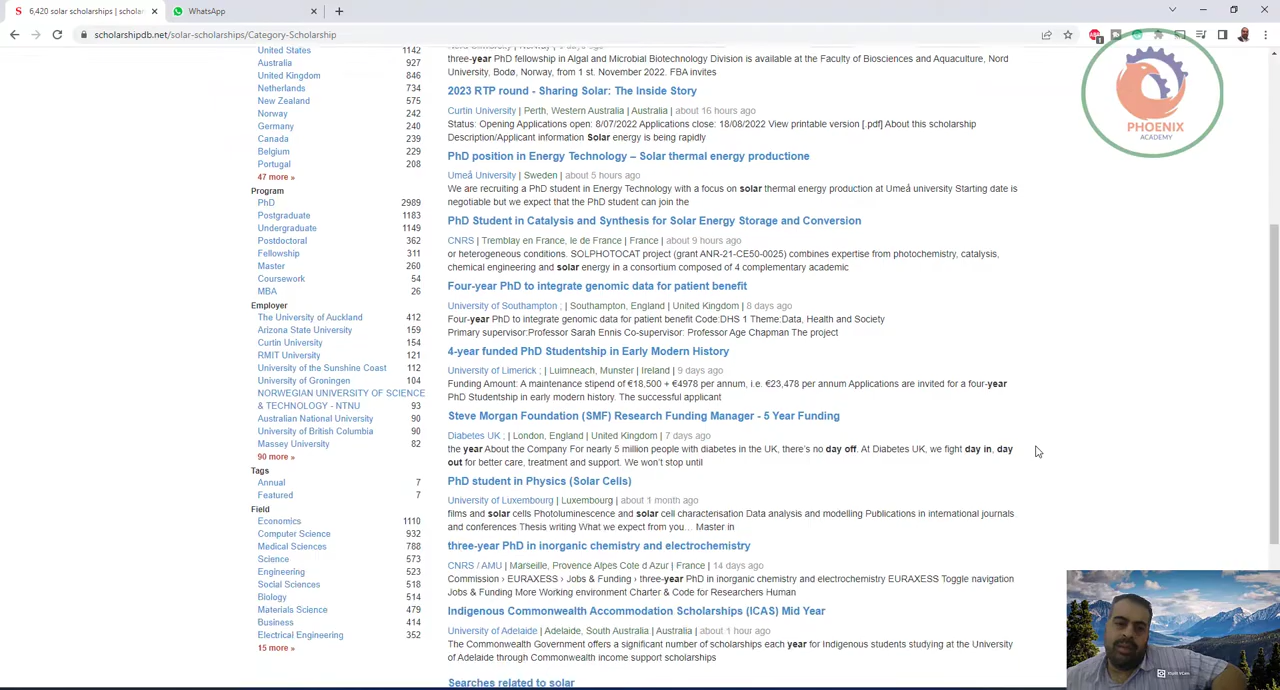 6,420 solar scholarships | schola
WhatsApp
scholarshipdb.net/solar-scholarships/Category-Scholarship
United States 1142
Australia 927
United Kingdom 846
Netherlands 734
New Zealand 575
Norway 242
Germany 240
Canada 239
Belgium 229
Portugal 208
47 more »
Program
PhD 2989
Postgraduate 1183
Undergraduate 1149
Postdoctoral 362
Fellowship 311
Master 260
Coursework 54
MBA 26
Employer
The University of Auckland 412
Arizona State University 159
Curtin University 154
RMIT University 121
University of the Sunshine Coast 112
University of Groningen 104
NORWEGIAN UNIVERSITY OF SCIENCE
& TECHNOLOGY - NTNU 93
Australian National University 90
University of British Columbia 90
Massey University 82
90 more »
Tags
Annual 7
Featured 7
Field
Economics 1110
Computer Science 932
Medical Sciences 788
Science 573
Engineering 523
Social Sciences 518
Biology 514
Materials Science 479
Business 414
Electrical Engineering 352
15 more »
three-year PhD fellowship in Algal and Microbial Biotechnology Division is available at the Faculty of Biosciences and Aquaculture, Nord
University, Bodø, Norway, from 1 st. November 2022. FBA invites
2023 RTP round - Sharing Solar: The Inside Story
Curtin University | Perth, Western Australia | Australia | about 16 hours ago
Status: Opening Applications open: 8/07/2022 Applications close: 18/08/2022 View printable version [.pdf] About this scholarship
Description/Applicant information Solar energy is being rapidly
PhD position in Energy Technology – Solar thermal energy productione
Umeå University | Sweden | about 5 hours ago
We are recruiting a PhD student in Energy Technology with a focus on solar thermal energy production at Umeå university Starting date is
negotiable but we expect that the PhD student can join the
PhD Student in Catalysis and Synthesis for Solar Energy Storage and Conversion
CNRS | Tremblay en France, Ie de France | France | about 9 hours ago
or heterogeneous conditions. SOLPHOTOCAT project (grant ANR-21-CE50-0025) combines expertise from photochemistry, catalysis,
chemical engineering and solar energy in a consortium composed of 4 complementary academic
Four-year PhD to integrate genomic data for patient benefit
University of Southampton ; | Southampton, England | United Kingdom | 8 days ago
Four-year PhD to integrate genomic data for patient benefit Code:DHS 1 Theme:Data, Health and Society
Primary supervisor:Professor Sarah Ennis Co-supervisor: Professor Age Chapman The project
4-year funded PhD Studentship in Early Modern History
University of Limerick ; | Luimneach, Munster | Ireland | 9 days ago
Funding Amount: A maintenance stipend of €18,500 + €4978 per annum, i.e. €23,478 per annum Applications are invited for a four-year
PhD Studentship in early modern history. The successful applicant
Steve Morgan Foundation (SMF) Research Funding Manager - 5 Year Funding
Diabetes UK ; | London, England | United Kingdom | 7 days ago
the year About the Company For nearly 5 million people with diabetes in the UK, there's no day off. At Diabetes UK, we fight day in, day
out for better care, treatment and support. We won't stop until
PhD student in Physics (Solar Cells)
University of Luxembourg | Luxembourg | about 1 month ago
films and solar cells Photoluminescence and solar cell charactensation Data analysis and modelling Publications in international journals
and conferences Thesis writing What we expect from you... Master in
three-year PhD in inorganic chemistry and electrochemistry
CNRS / AMU | Marseille, Provence Alpes Cote d Azur | France | 14 days ago
Commission › EURAXESS › Jobs & Funding › three-year PhD in inorganic chemistry and electrochemistry EURAXESS Toggle navigation
Jobs & Funding More Working environment Charter & Code for Researchers Human
Indigenous Commonwealth Accommodation Scholarships (ICAS) Mid Year
University of Adelaide | Adelaide, South Australia | Australia | about 1 hour ago
The Commonwealth Government offers a significant number of scholarships each year for Indigenous students studying at the University
of Adelaide through Commonwealth income support scholarships
Searches related to solar
PHOENIX
ACADEMY